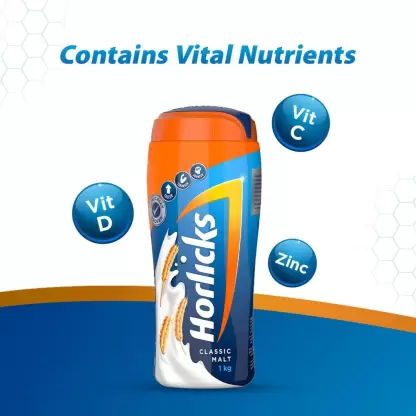 Contains Vital Nutrients
Vit
C
Vit
D
Zinc
Horlicks
CLASSIC
MALT
1 kg